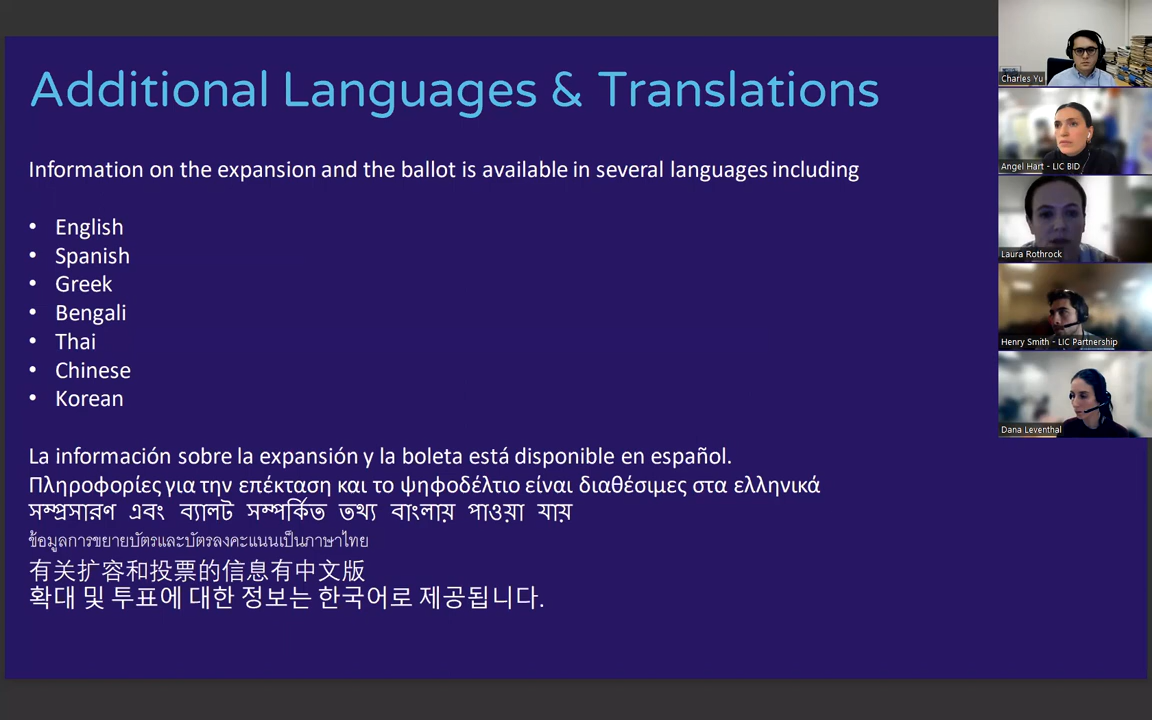 Additional Languages & Translations
Information on the expansion and the ballot is available in several languages including
• English
• Spanish
• Greek
• Bengali
• Thai
• Chinese
• Korean
La información sobre la expansión y la boleta está disponible en español.
Πληροφορίες για την επέκταση και το ψηφοδέλτιο είναι διαθέσιμες στα ελληνικά
সম্প্রসারণ এবং ব্যালট সম্পর্কিত তথ্য বাংলায় পাওয়া যায়
ข้อมูลการขยายบัตรและบัตรลงคะแนนเป็นภาษาไทย
有关扩容和投票的信息有中文版
확대 및 투표에 대한 정보는 한국어로 제공됩니다.
Charles Yu
Angel Hart - LIC BID
Laura Rothrock
Henry Smith - LIC Partnership
Dana Leventhal